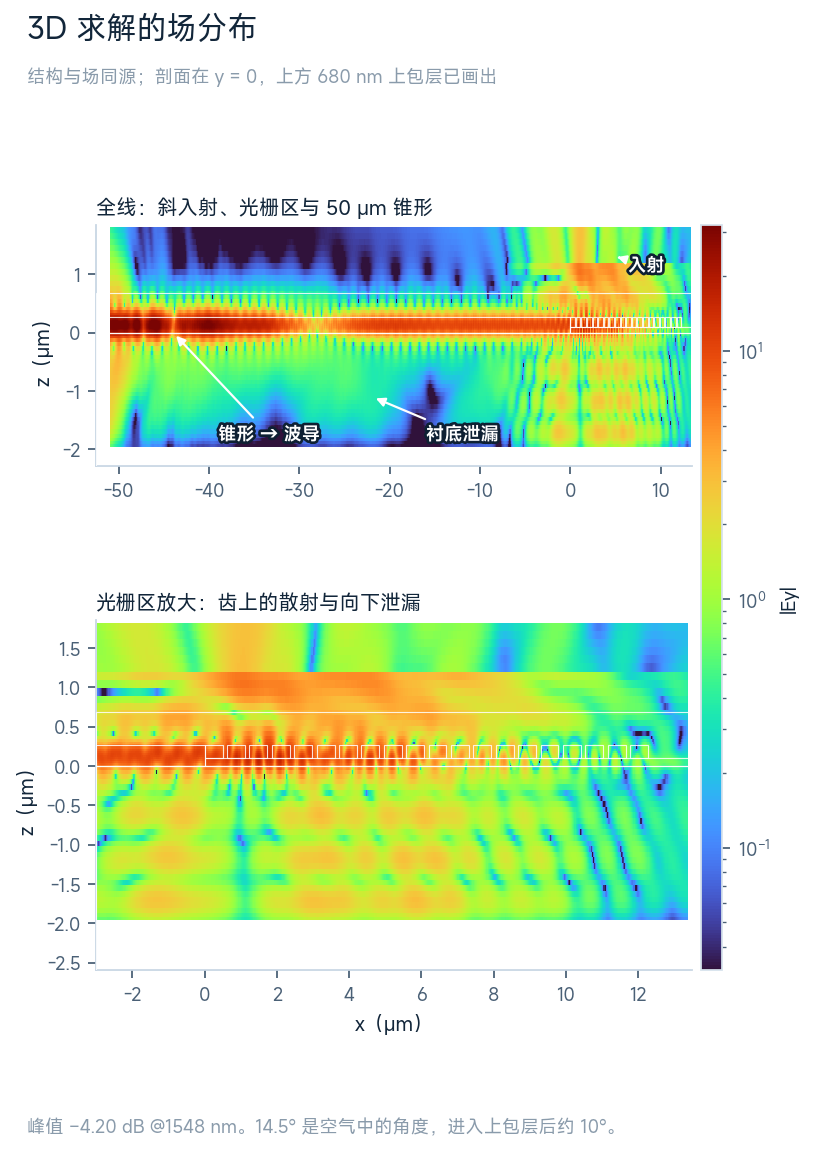 3D 求解的场分布
结构与场同源；剖面在 y = 0，上方 680 nm 上包层已画出
全线：斜入射、光栅区与 50 μm 锥形
入射
锥形 → 波导
衬底泄漏
z (μm)
1
0
-1
-2
-50 -40 -30 -20 -10 0 10
光栅区放大：齿上的散射与向下泄漏
z (μm)
1.5
1.0
0.5
0.0
-0.5
-1.0
-1.5
-2.0
-2.5
-2 0 2 4 6 8 10 12
x (μm)
10¹
10⁰
10⁻¹
|Ey|
峰值 −4.20 dB @1548 nm。14.5° 是空气中的角度，进入上包层后约 10°。